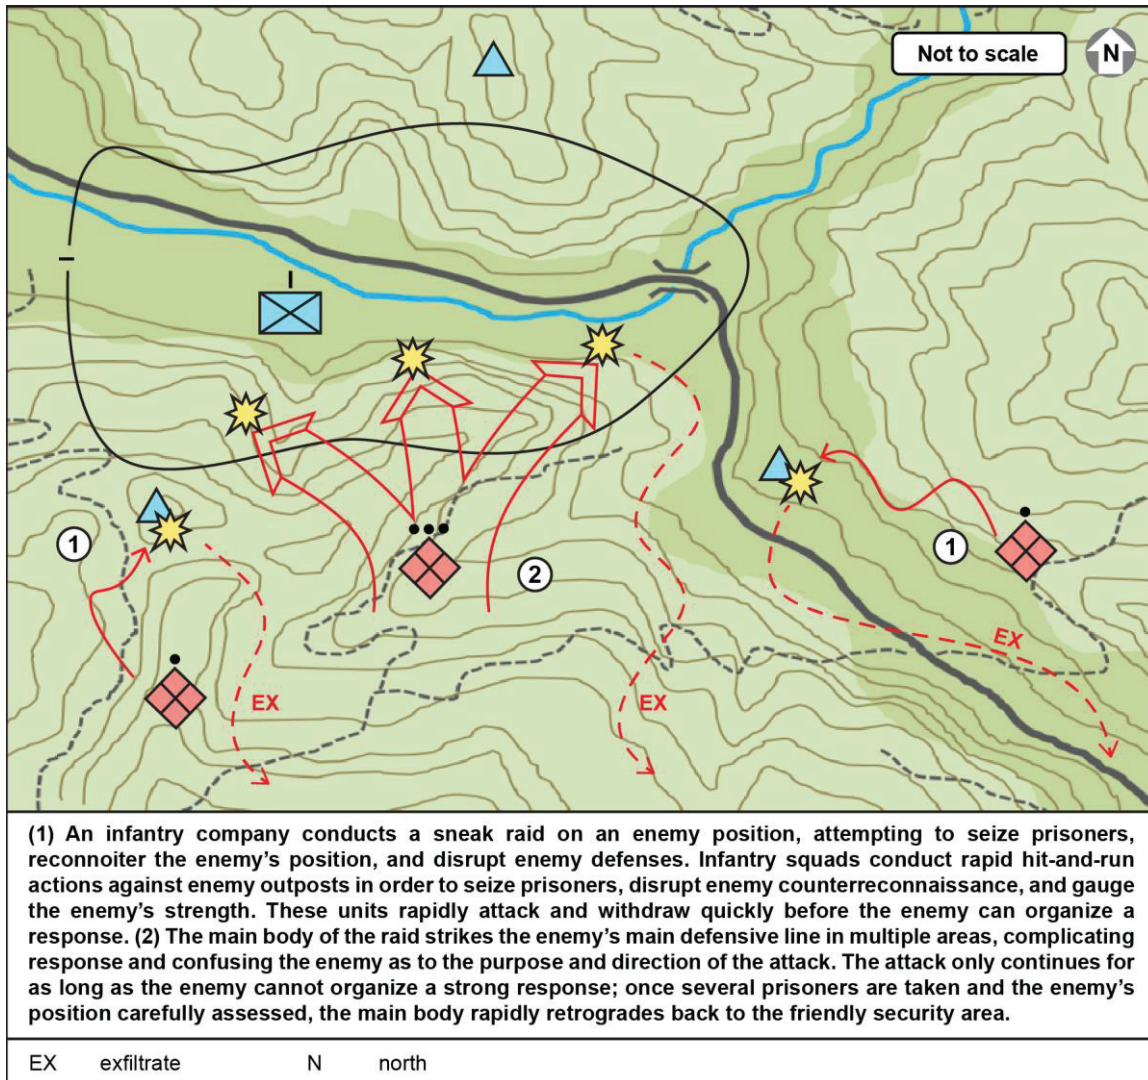 Not to scale
N
1
2
1
EX
EX
EX
(1) An infantry company conducts a sneak raid on an enemy position, attempting to seize prisoners,
reconnoiter the enemy’s position, and disrupt enemy defenses. Infantry squads conduct rapid hit-and-run
actions against enemy outposts in order to seize prisoners, disrupt enemy counterreconnaissance, and gauge
the enemy’s strength. These units rapidly attack and withdraw quickly before the enemy can organize a
response. (2) The main body of the raid strikes the enemy’s main defensive line in multiple areas, complicating
response and confusing the enemy as to the purpose and direction of the attack. The attack only continues for
as long as the enemy cannot organize a strong response; once several prisoners are taken and the enemy’s
position carefully assessed, the main body rapidly retrogrades back to the friendly security area.
EX exfiltrate N north